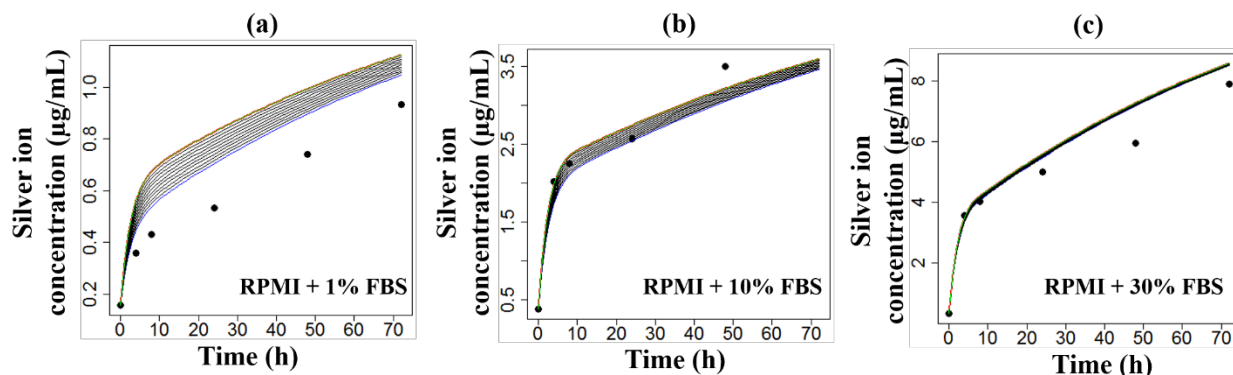 (a)
Silver ion
concentration (µg/mL)
1.0
0.8
0.6
0.4
0.2
RPMI + 1% FBS
0 10 20 30 40 50 60 70
Time (h)
(b)
Silver ion
concentration (µg/mL)
3.5
2.5
1.5
0.5
RPMI + 10% FBS
0 10 20 30 40 50 60 70
Time (h)
(c)
Silver ion
concentration (µg/mL)
8
6
4
2
RPMI + 30% FBS
0 10 20 30 40 50 60 70
Time (h)